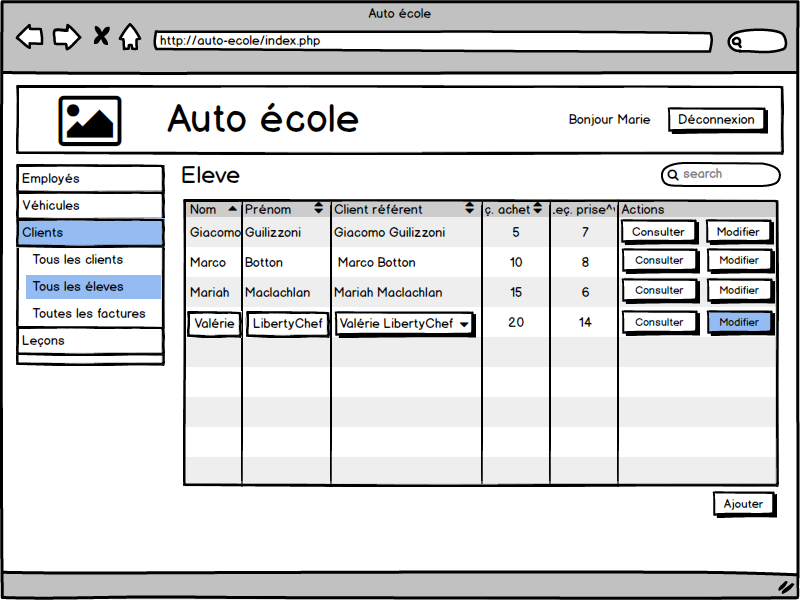 Auto école
http://auto-ecole/index.php
Auto école
Bonjour Marie
Déconnexion
Employés
Véhicules
Clients
Tous les clients
Tous les éleves
Toutes les factures
Leçons
Eleve
search
Nom Prénom Client référent ç. achet .eç. prise^v Actions
Giacomo Guilizzoni Giacomo Guilizzoni 5 7 Consulter Modifier
Marco Botton Marco Botton 10 8 Consulter Modifier
Mariah Maclachlan Mariah Maclachlan 15 6 Consulter Modifier
Valérie LibertyChef Valérie LibertyChef 20 14 Consulter Modifier
Ajouter